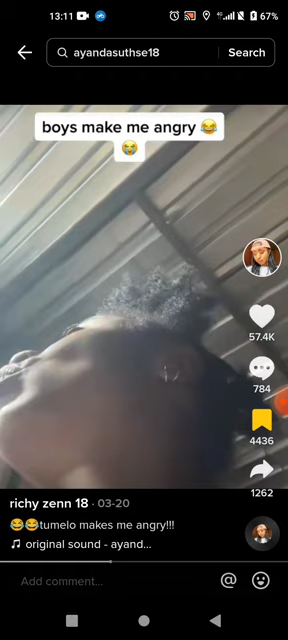 13:11
67%
ayandasuthse18
Search
boys make me angry 😂
😭
57.4K
784
4436
1262
richy zenn 18 · 03-20
😂😂tumelo makes me angry!!!
🎵 original sound - ayand...
Add comment...
@